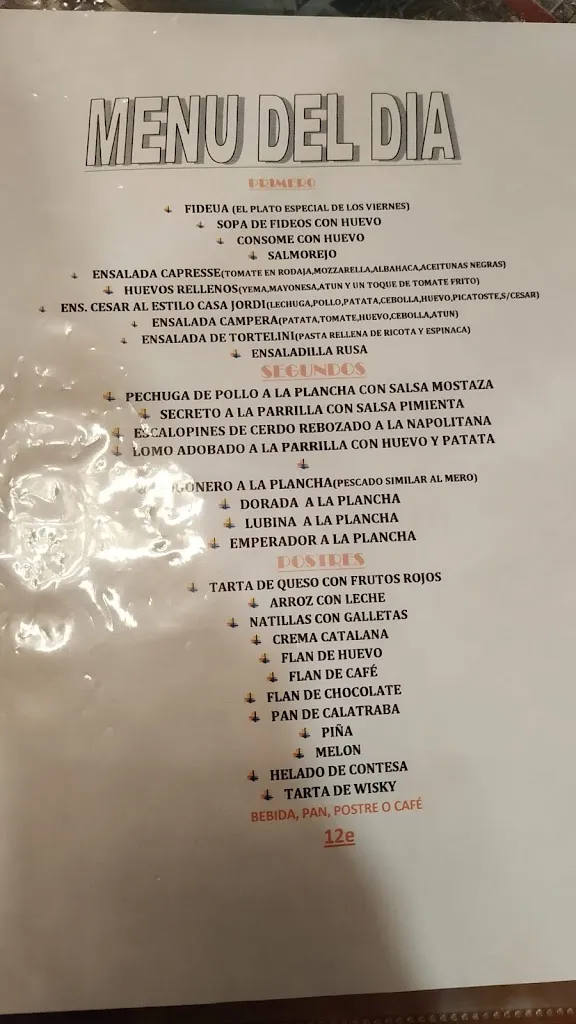 MENU DEL DIA
PRIMERO
FIDEUA (EL PLATO ESPECIAL DE LOS VIERNES)
SOPA DE FIDEOS CON HUEVO
CONSOME CON HUEVO
SALMOREJO
ENSALADA CAPRESSE(TOMATE EN RODAJA,MOZZARELLA,ALBAHACA,ACEITUNAS NEGRAS)
HUEVOS RELLENOS(YEMA,MAYONESA,ATUN Y UN TOQUE DE TOMATE FRITO)
ENS. CESAR AL ESTILO CASA JORDI(LECHUGA,POLLO,PATATA,CEBOLLA,HUEVO,PICATOSTE,S/CESAR)
ENSALADA CAMPERA(PATATA,TOMATE,HUEVO,CEBOLLA,ATUN)
ENSALADA DE TORTELINI(PASTA RELLENA DE RICOTA Y ESPINACA)
ENSALADILLA RUSA
SEGUNDOS
PECHUGA DE POLLO A LA PLANCHA CON SALSA MOSTAZA
SECRETO A LA PARRILLA CON SALSA PIMIENTA
ESCALOPINES DE CERDO REBOZADO A LA NAPOLITANA
LOMO ADOBADO A LA PARRILLA CON HUEVO Y PATATA
A LA PLANCHA(PESCADO SIMILAR AL MERO)
DORADA A LA PLANCHA
LUBINA A LA PLANCHA
EMPERADOR A LA PLANCHA
POSTRES
TARTA DE QUESO CON FRUTOS ROJOS
ARROZ CON LECHE
NATILLAS CON GALLETAS
CREMA CATALANA
FLAN DE HUEVO
FLAN DE CAFÉ
FLAN DE CHOCOLATE
PAN DE CALATRABA
PIÑA
MELON
HELADO DE CONTESA
TARTA DE WISKY
BEBIDA, PAN, POSTRE O CAFÉ
12e